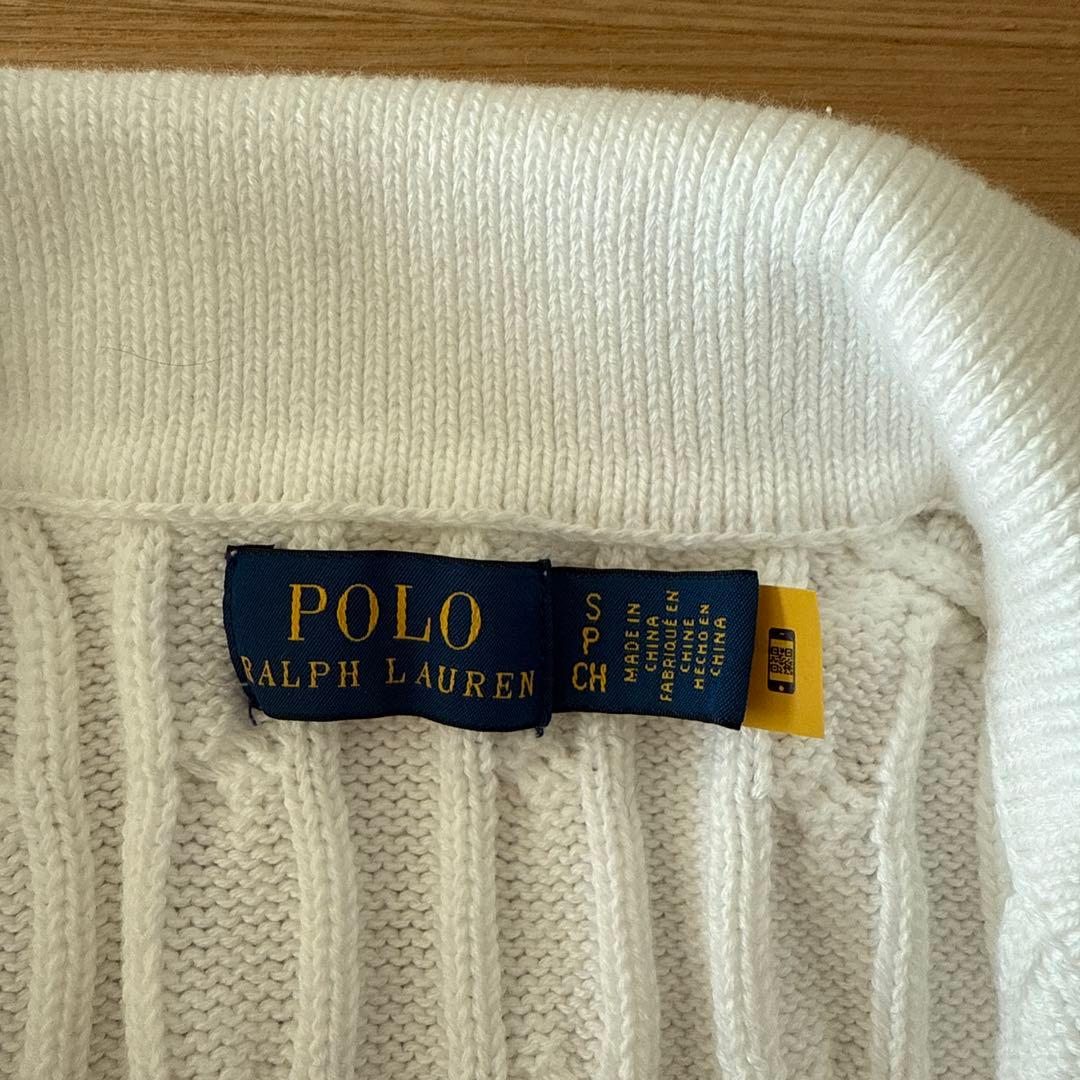 POLO
RALPH LAUREN
S
P
CH
MADE IN
CHINA
FABRIQUÉ EN
CHINE
HECHO EN
CHINA